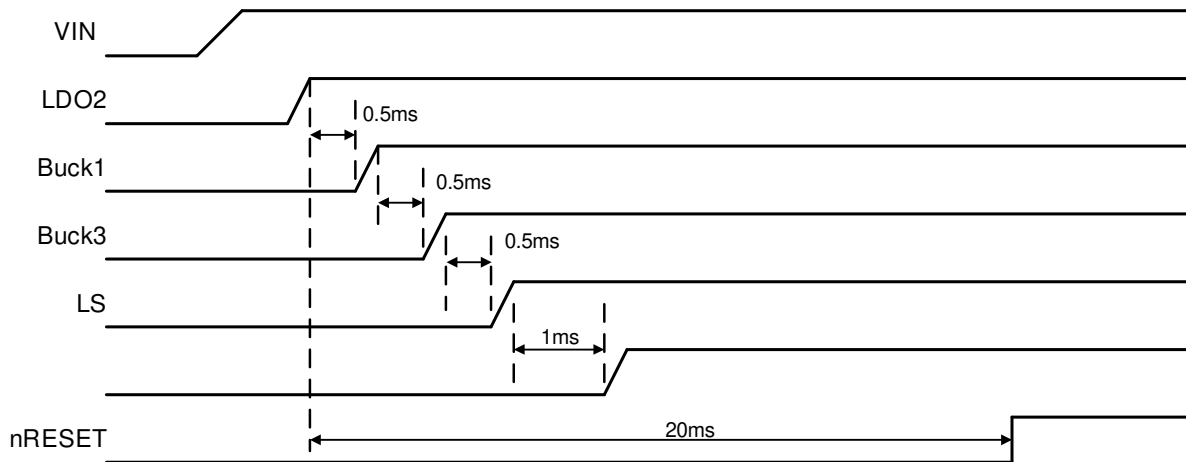 VIN
LDO2
0.5ms
Buck1
0.5ms
Buck3
0.5ms
LS
1ms
nRESET
20ms